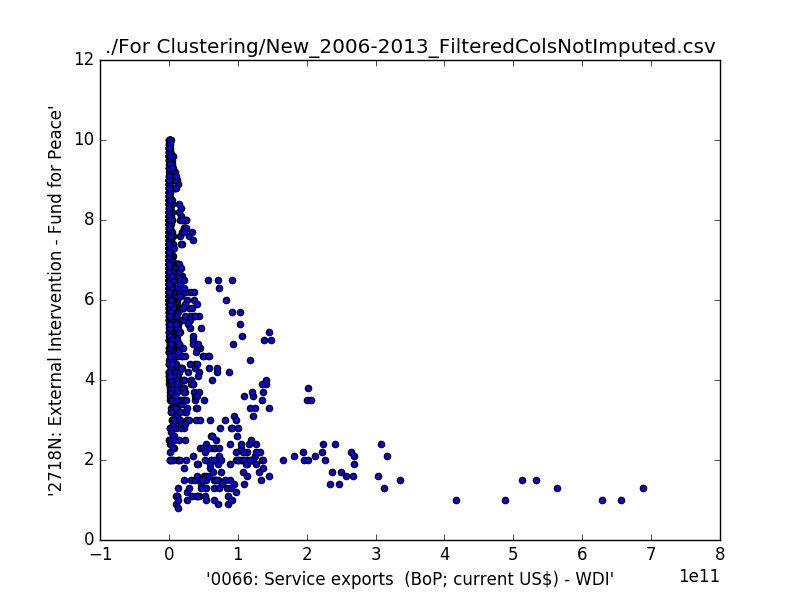 ./For Clustering/New_2006-2013_FilteredColsNotImputed.csv
12
10
8
6
4
2
0
'2718N: External Intervention - Fund for Peace'
−1 0 1 2 3 4 5 6 7 8
1e11
'0066: Service exports  (BoP; current US$) - WDI'